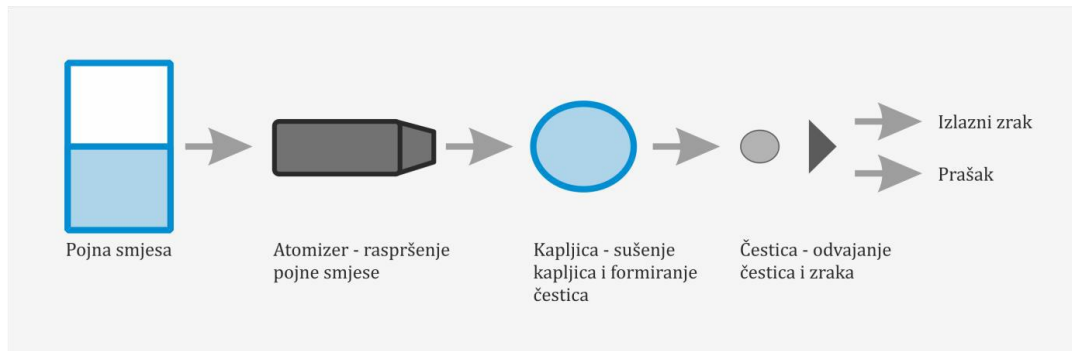 Izlazni zrak
Prašak
Pojna smjesa
Atomizer - raspršenje
pojne smjese
Kapljica - sušenje
kapljica i formiranje
čestica
Čestica - odvajanje
čestica i zraka